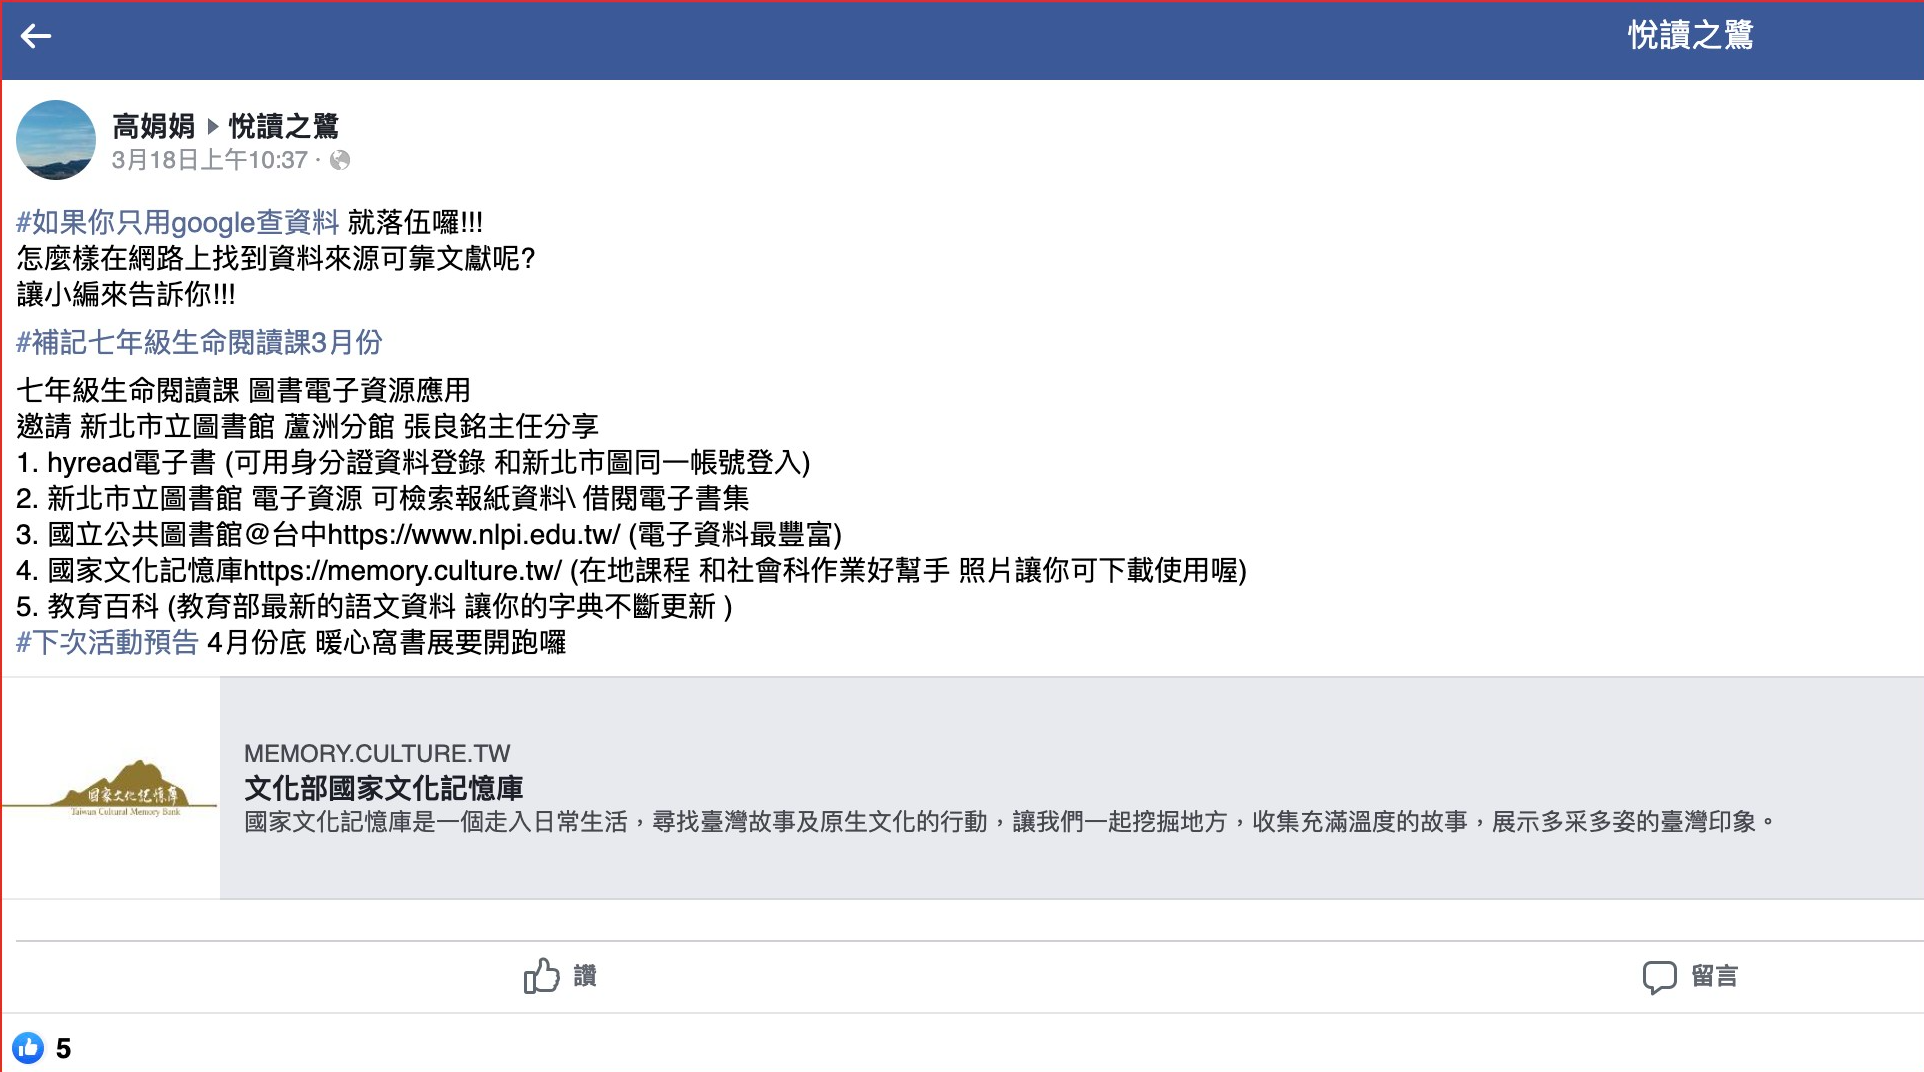 悅讀之鷺
高娟娟 ▶ 悅讀之鷺
3月18日上午10:37 ·
#如果你只用google查資料 就落伍囉!!!
怎麼樣在網路上找到資料來源可靠文獻呢?
讓小編來告訴你!!!
#補記七年級生命閱讀課3月份
七年級生命閱讀課 圖書電子資源應用
邀請 新北市立圖書館 蘆洲分館 張良銘主任分享
1. hyread電子書 (可用身分證資料登錄 和新北市圖同一帳號登入)
2. 新北市立圖書館 電子資源 可檢索報紙資料\ 借閱電子書集
3. 國立公共圖書館@台中https://www.nlpi.edu.tw/ (電子資料最豐富)
4. 國家文化記憶庫https://memory.culture.tw/ (在地課程 和社會科作業好幫手 照片讓你可下載使用喔)
5. 教育百科 (教育部最新的語文資料 讓你的字典不斷更新 )
#下次活動預告 4月份底 暖心窩書展要開跑囉
國家文化記憶庫
Taiwan Cultural Memory Bank
MEMORY.CULTURE.TW
文化部國家文化記憶庫
國家文化記憶庫是一個走入日常生活，尋找臺灣故事及原生文化的行動，讓我們一起挖掘地方，收集充滿溫度的故事，展示多采多姿的臺灣印象。
讚
留言
5